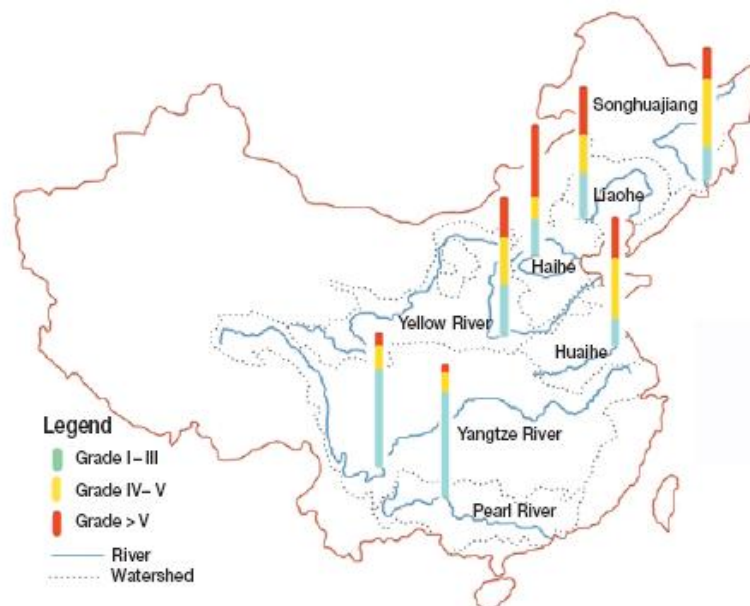 Songhuajiang
Liaohe
Haihe
Yellow River
Huaihe
Yangtze River
Pearl River
Legend
Grade I – III
Grade IV – V
Grade > V
River
Watershed